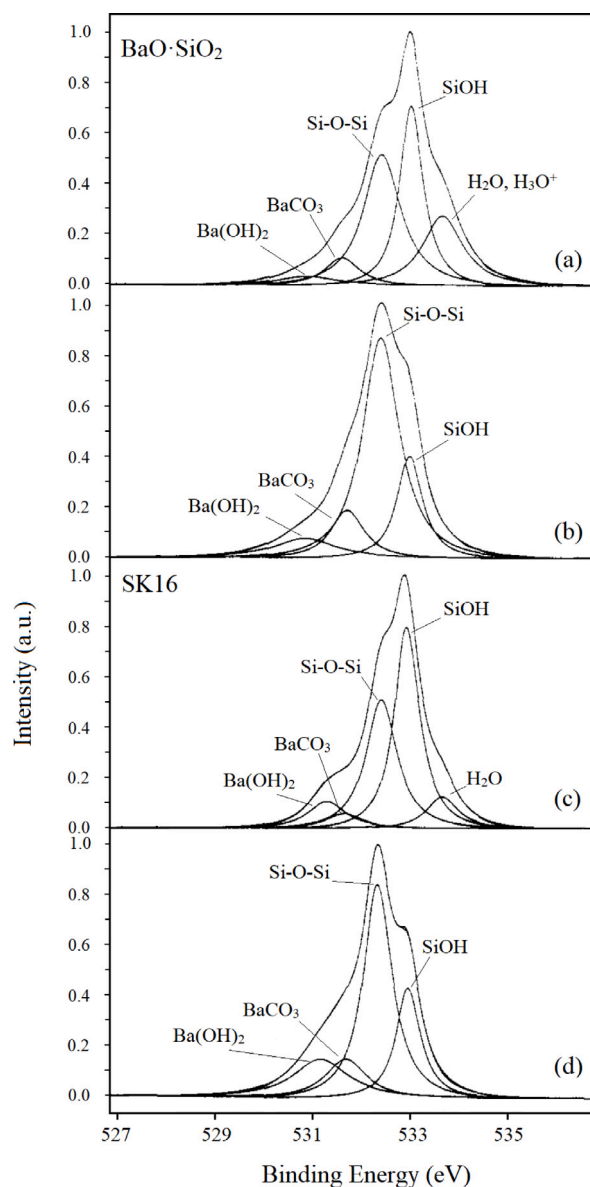 BaO·SiO₂
1.0
0.8
0.6
0.4
0.2
0.0
SiOH
Si-O-Si
BaCO₃
Ba(OH)₂
H₂O, H₃O⁺
(a)
1.0
0.8
0.6
0.4
0.2
0.0
Si-O-Si
SiOH
BaCO₃
Ba(OH)₂
(b)
SK16
1.0
0.8
0.6
0.4
0.2
0.0
SiOH
Si-O-Si
BaCO₃
Ba(OH)₂
H₂O
(c)
1.0
0.8
0.6
0.4
0.2
0.0
Si-O-Si
SiOH
BaCO₃
Ba(OH)₂
(d)
Intensity (a.u.)
527 529 531 533 535
Binding Energy (eV)